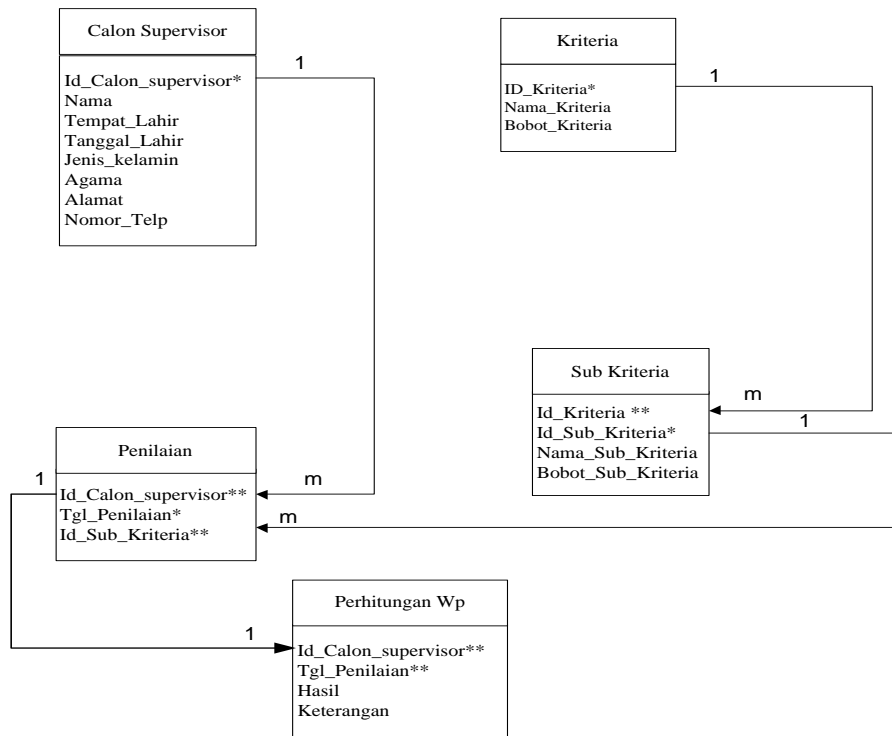 Calon Supervisor
1
Id_Calon_supervisor*
Nama
Tempat_Lahir
Tanggal_Lahir
Jenis_kelamin
Agama
Alamat
Nomor_Telp
Kriteria
1
ID_Kriteria*
Nama_Kriteria
Bobot_Kriteria
Sub Kriteria
m
Id_Kriteria **
1
Id_Sub_Kriteria*
Nama_Sub_Kriteria
Bobot_Sub_Kriteria
Penilaian
1
m
Id_Calon_supervisor**
Tgl_Penilaian*
m
Id_Sub_Kriteria**
Perhitungan Wp
1
Id_Calon_supervisor**
Tgl_Penilaian**
Hasil
Keterangan